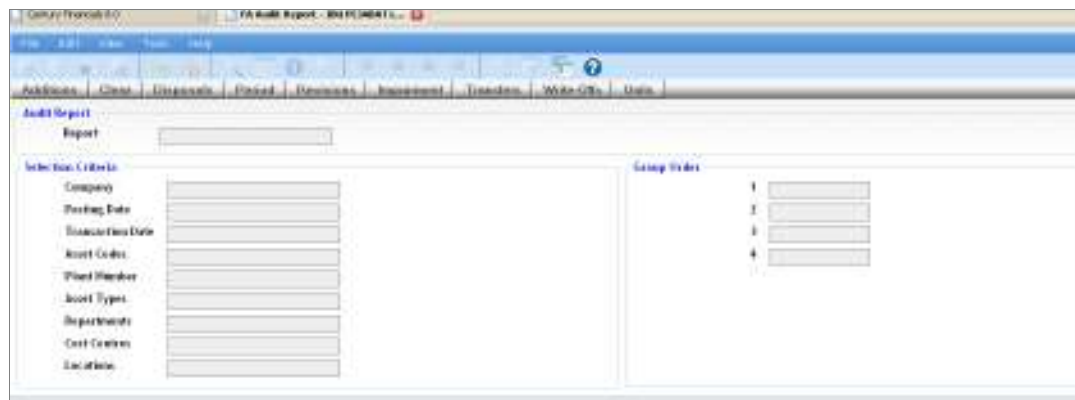 Century Financials 8.0
FA Audit Report -
File Edit View Tools Help
Additions Close Disposals Period Revisions Impairment Transfers Write-Offs Units
Audit Report
Report
Selection Criteria
Group Order
Company
1
Posting Date
2
Transaction Date
3
Asset Codes
4
Plant Number
Asset Types
Departments
Cost Centres
Locations